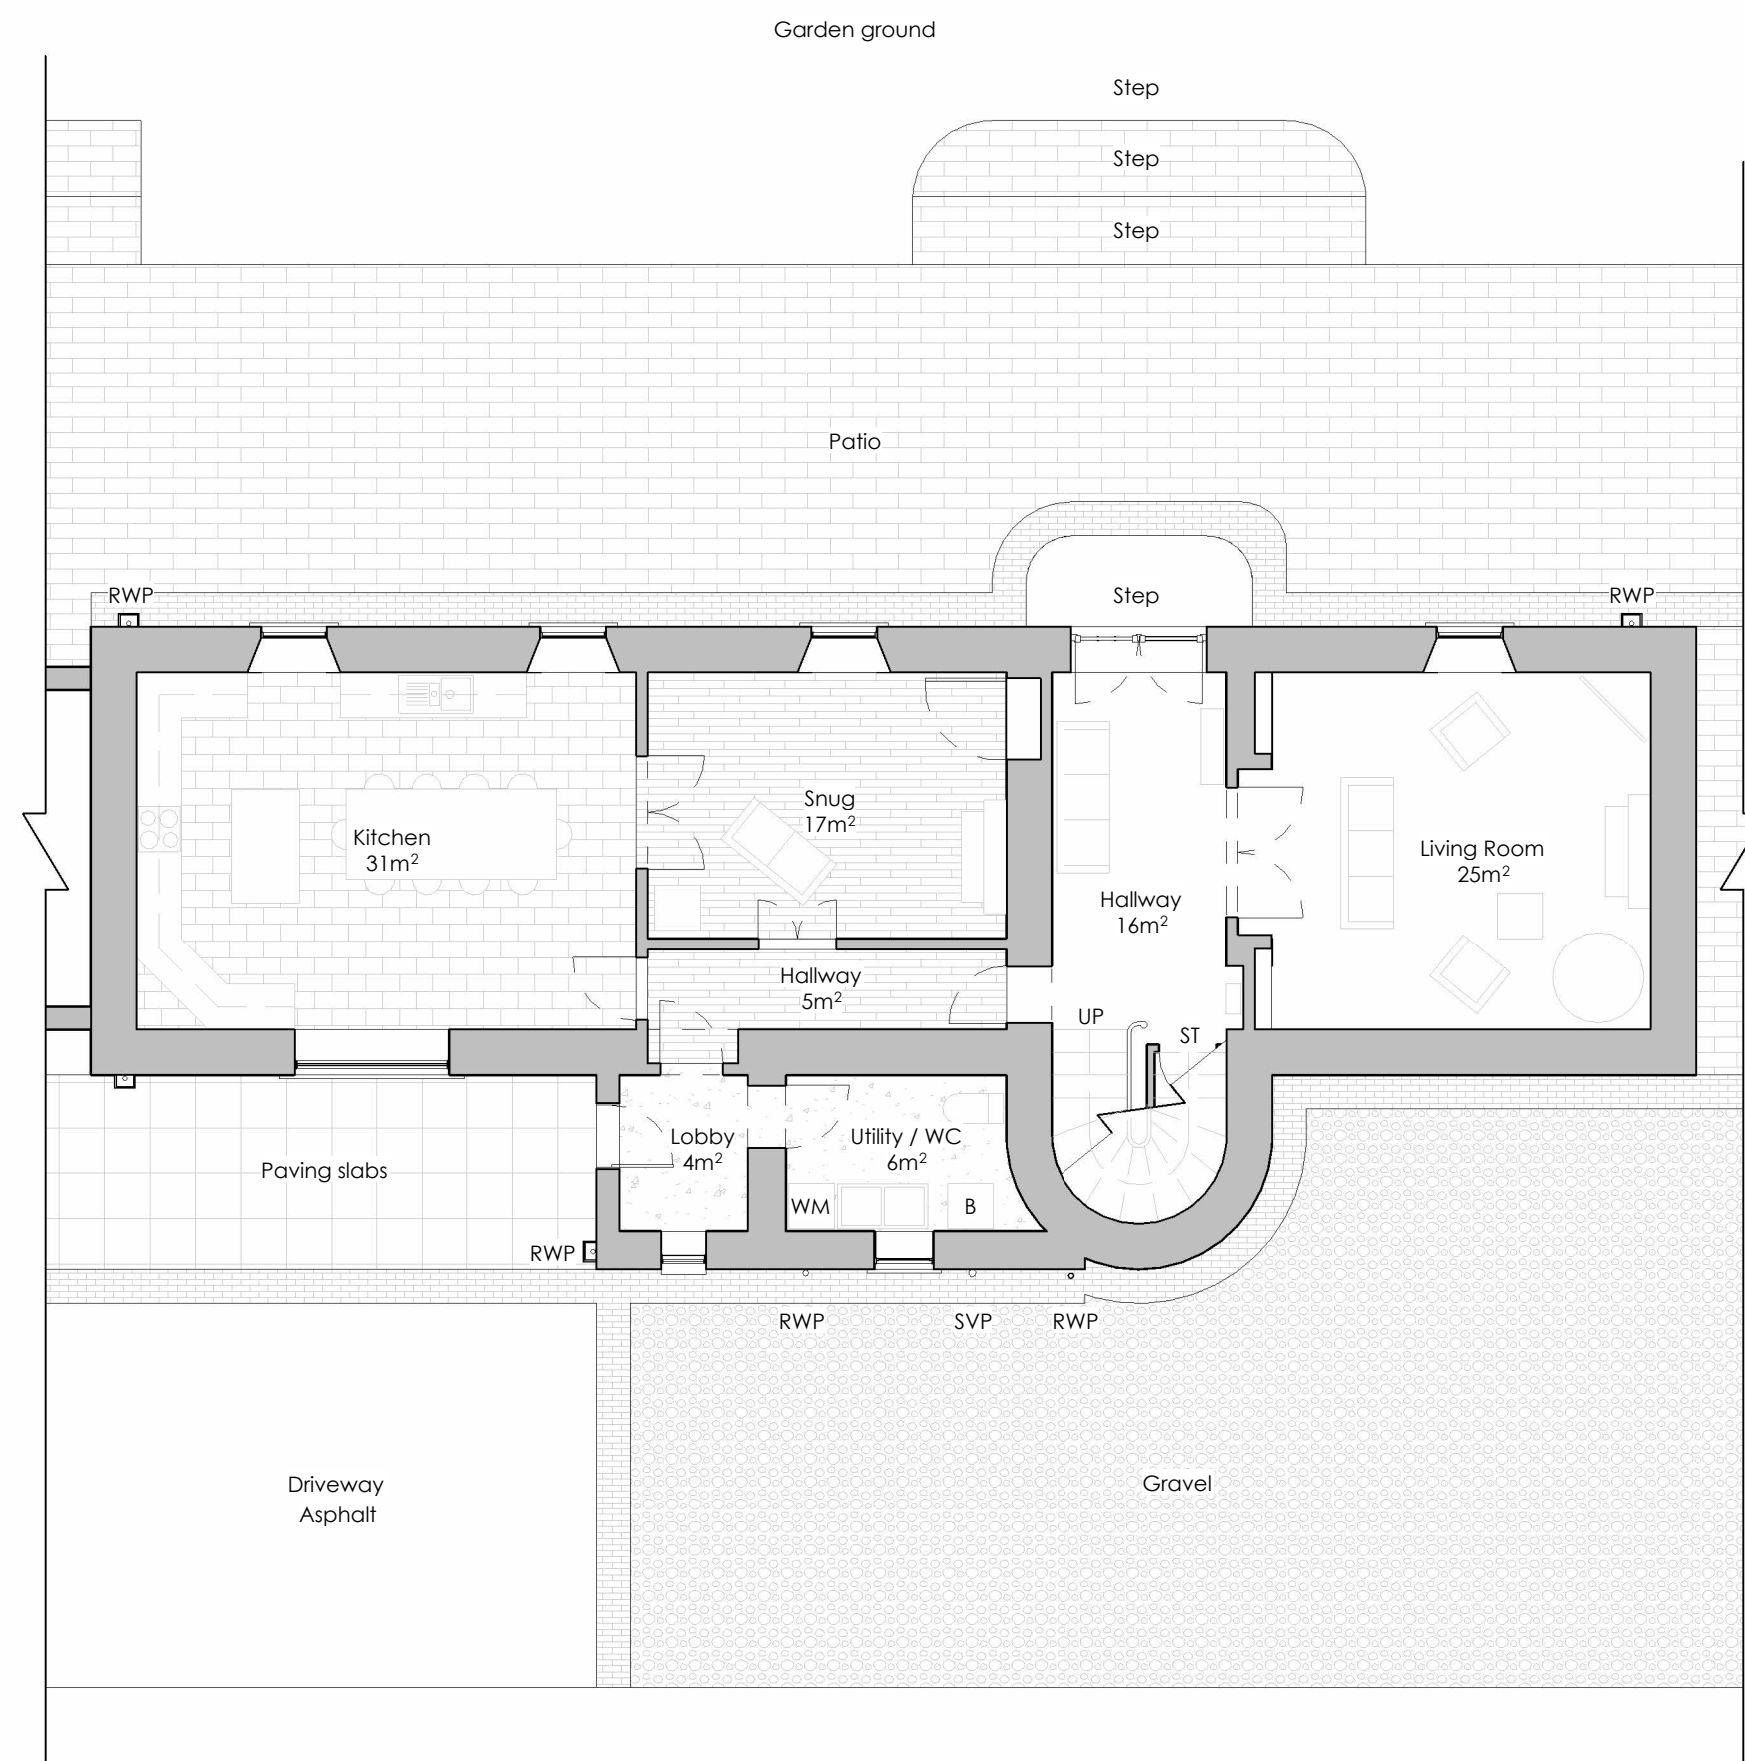 Garden ground
Step
Step
Step
Patio
RWP
Step
RWP
Kitchen
31m²
Snug
17m²
Living Room
25m²
Hallway
16m²
Hallway
5m²
UP
ST
Lobby
4m²
Utility / WC
6m²
Paving slabs
WM
B
RWP
RWP
SVP
RWP
Driveway
Asphalt
Gravel